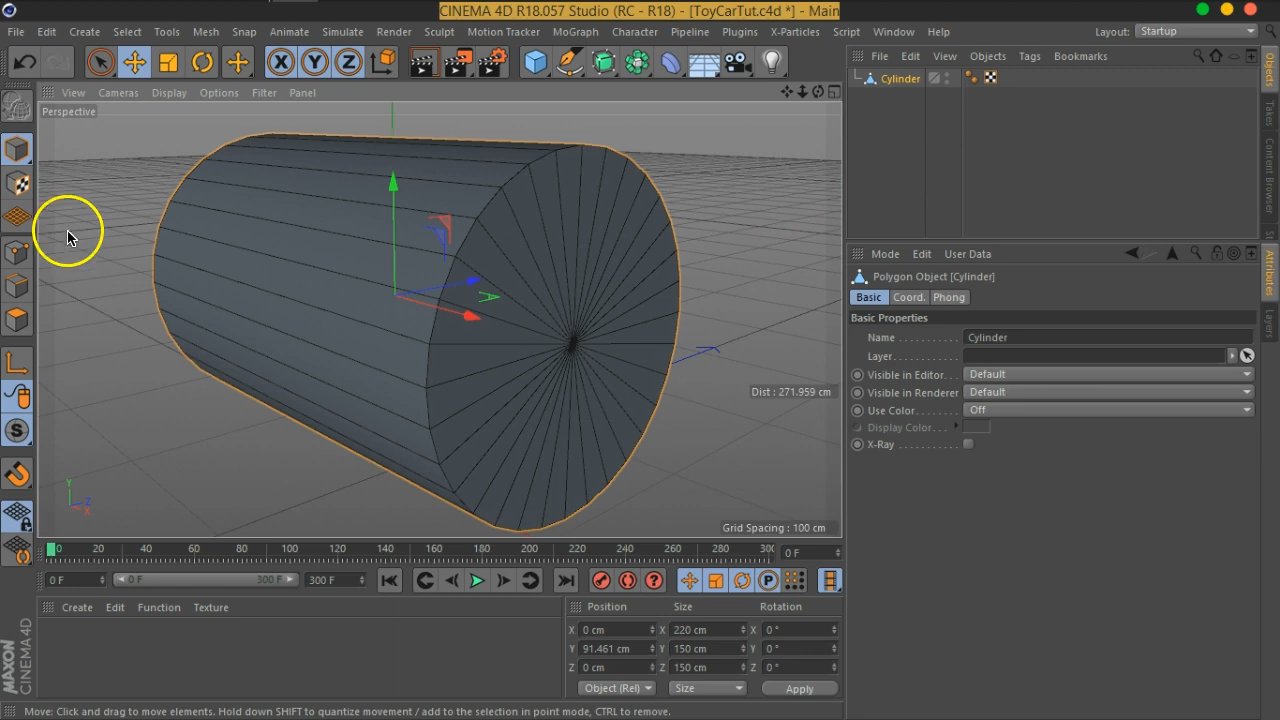 CINEMA 4D R18.057 Studio (RC - R18) - [ToyCarTut.c4d *] - Main
File Edit Create Select Tools Mesh Snap Animate Simulate Render Sculpt Motion Tracker MoGraph Character Pipeline Plugins X-Particles Script Window Help Layout: Startup
X Y Z
File Edit View Objects Tags Bookmarks
View Cameras Display Options Filter Panel
Cylinder
Perspective
Objects
Takes
Content Browser
Mode Edit User Data
Polygon Object [Cylinder]
Basic Coord. Phong
Basic Properties
Name Cylinder
Layer
Visible in Editor Default
Visible in Renderer Default
Use Color Off
Display Color
X-Ray
Attributes
Layers
Dist : 271.959 cm
Y
Z
X
Grid Spacing : 100 cm
0 20 40 60 80 100 120 140 160 180 200 220 240 260 280 30 0 F
0 F 0 F 300 F 300 F
Create Edit Function Texture
Position Size Rotation
X 0 cm X 220 cm X 0 °
Y 91.461 cm Y 150 cm Y 0 °
Z 0 cm Z 150 cm Z 0 °
Object (Rel) Size Apply
MAXON
CINEMA 4D
Move: Click and drag to move elements. Hold down SHIFT to quantize movement / add to the selection in point mode, CTRL to remove.